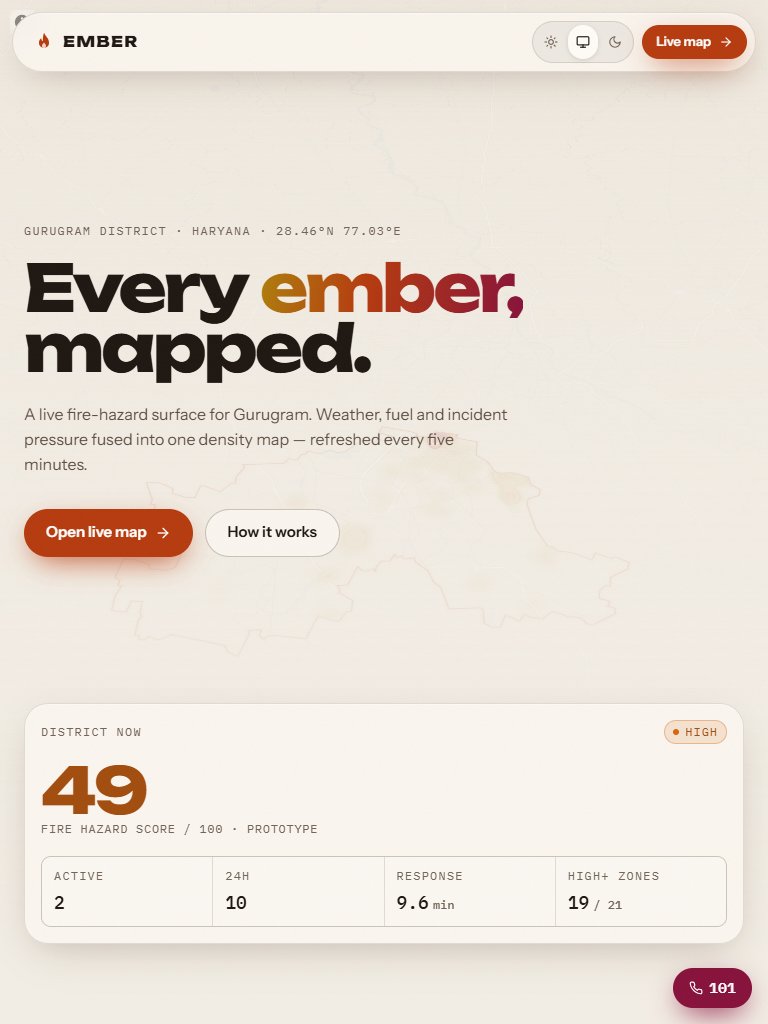 EMBER
Live map
GURUGRAM DISTRICT · HARYANA · 28.46°N 77.03°E
Every ember,
mapped.
A live fire-hazard surface for Gurugram. Weather, fuel and incident
pressure fused into one density map — refreshed every five
minutes.
Open live map
How it works
DISTRICT NOW
HIGH
49
FIRE HAZARD SCORE / 100 · PROTOTYPE
ACTIVE 24H RESPONSE HIGH+ ZONES
2 10 9.6 min 19 / 21
101